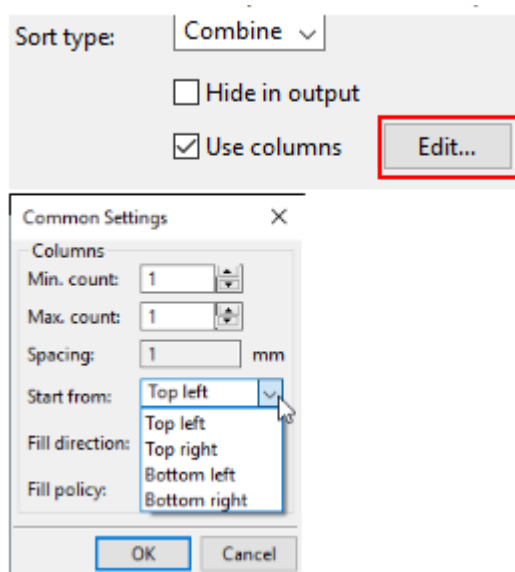 Sort type: Combine
Hide in output
Use columns Edit...
Common Settings
Columns
Min. count: 1
Max. count: 1
Spacing: 1 mm
Start from: Top left
Top left
Fill direction: Top right
Bottom left
Fill policy: Bottom right
OK Cancel